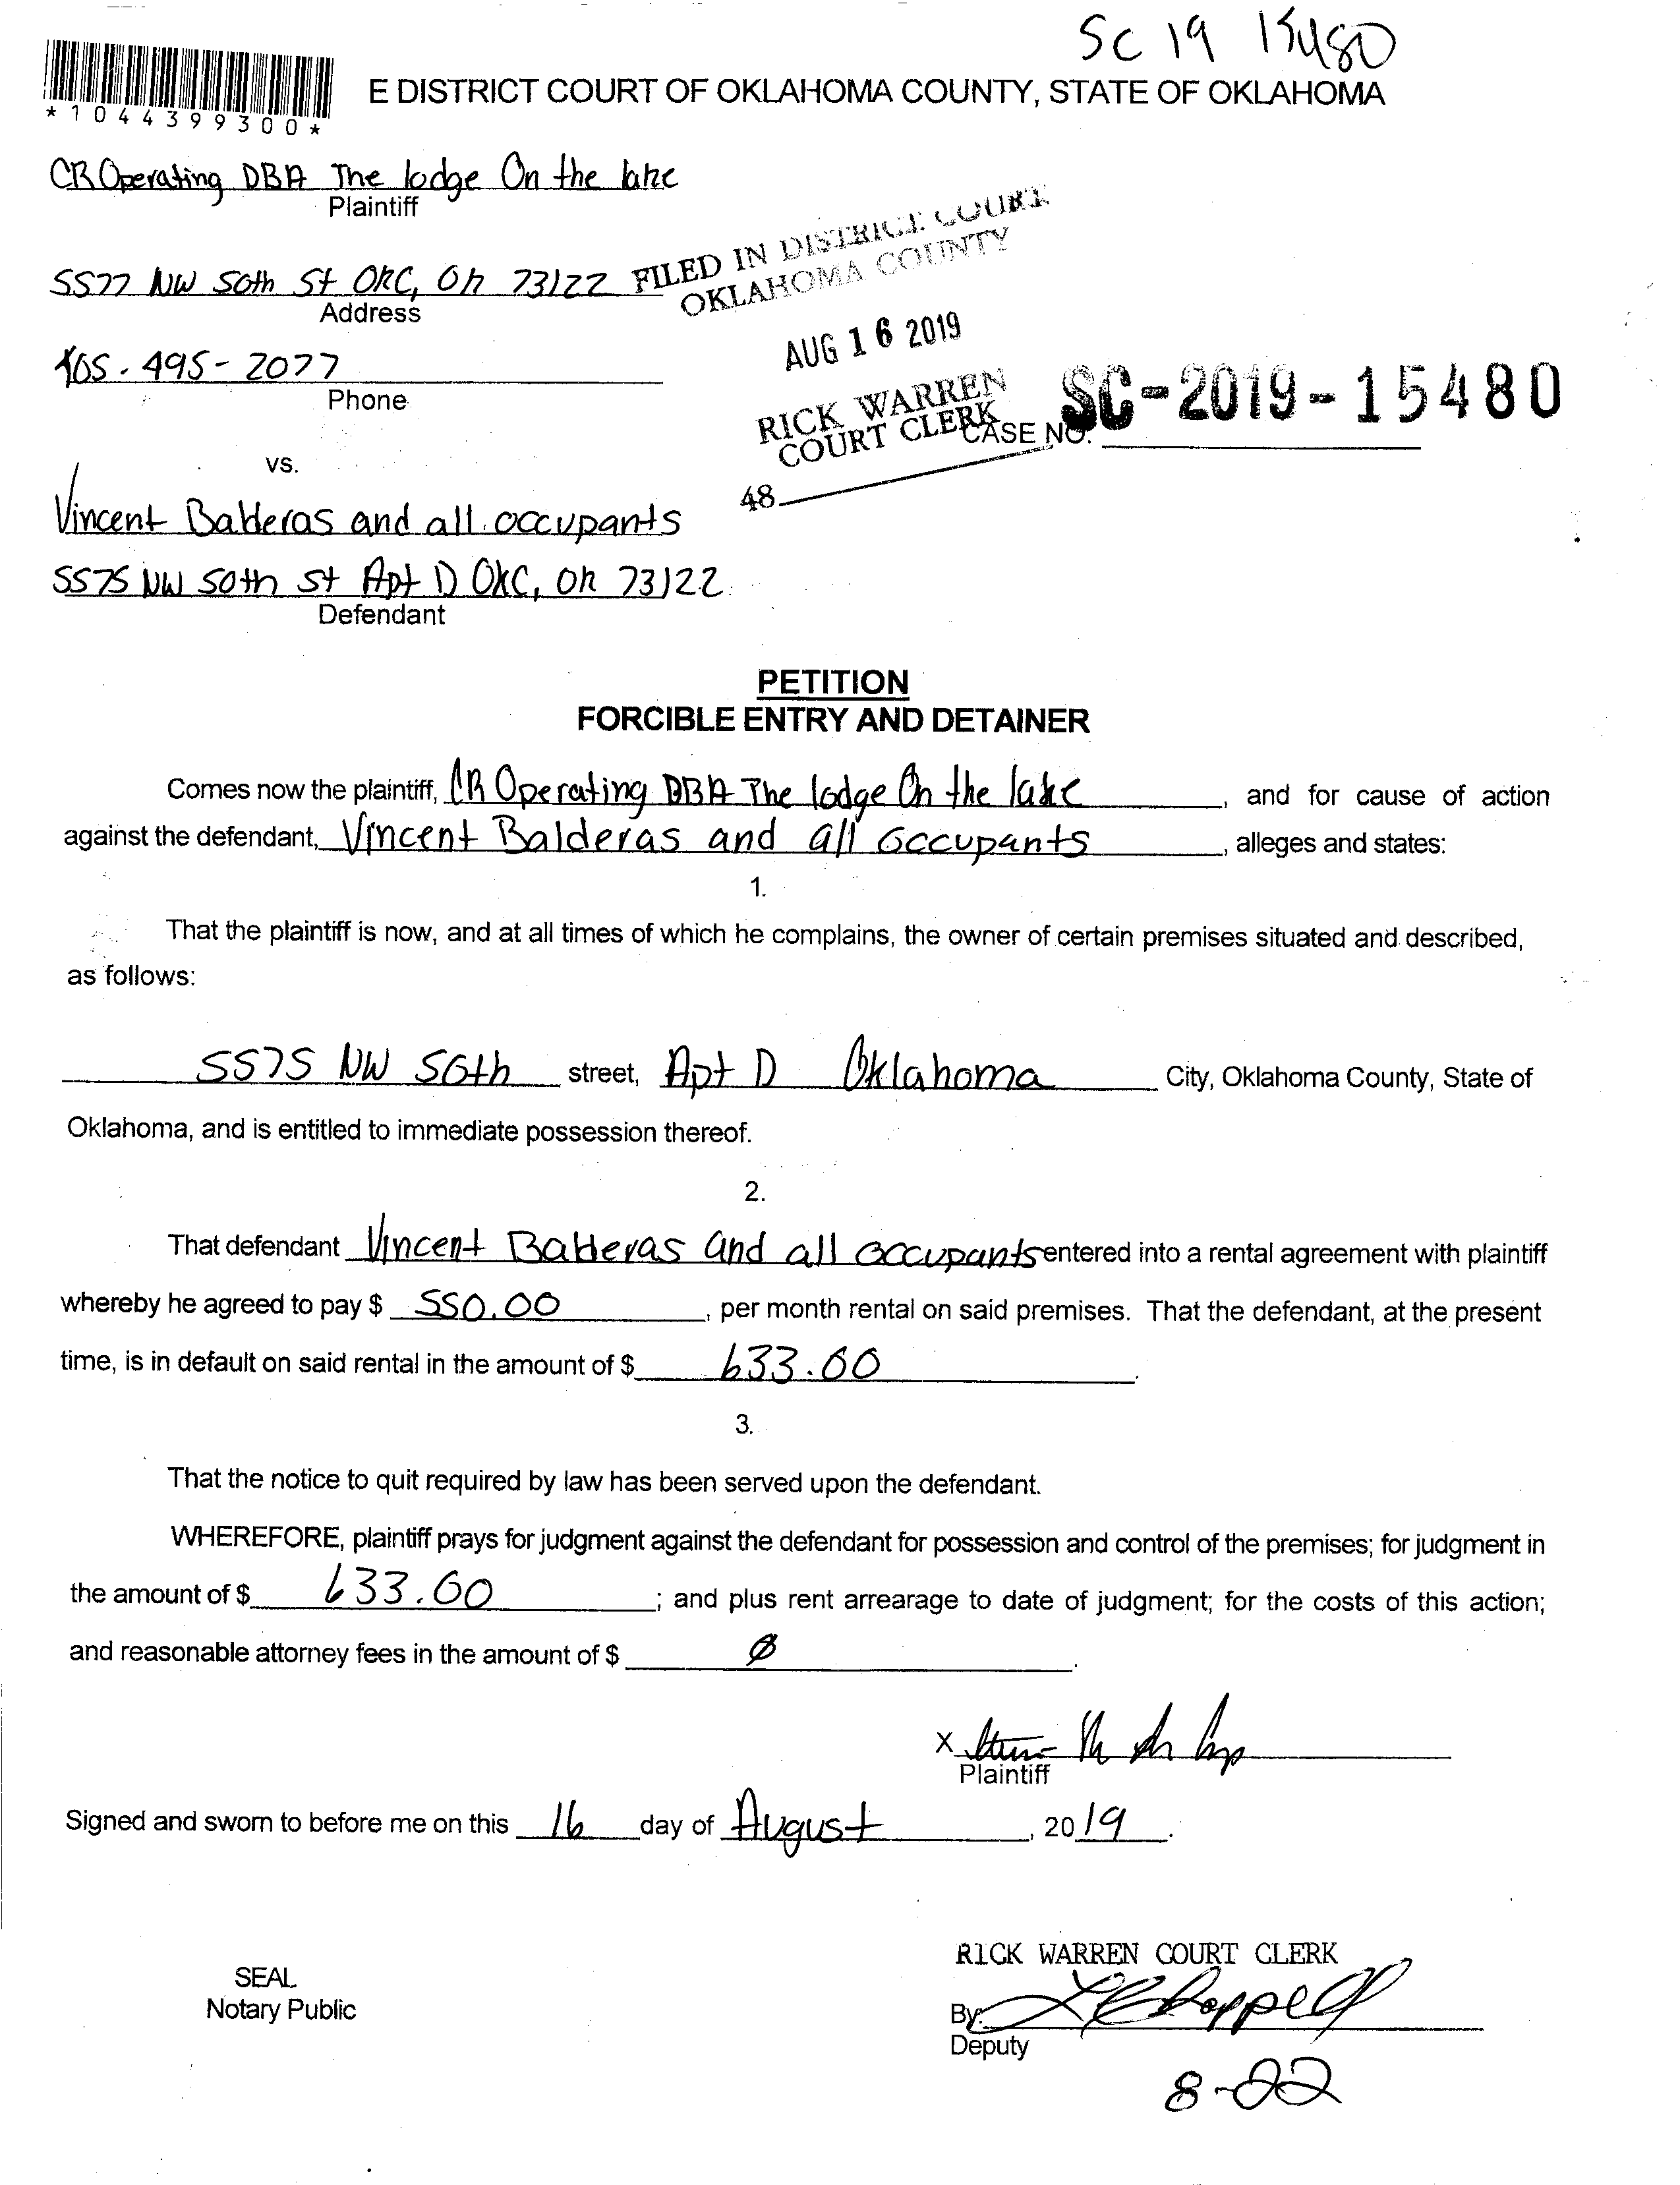 SC 19 15480
E DISTRICT COURT OF OKLAHOMA COUNTY, STATE OF OKLAHOMA
*1044399300*
CR Operating DBA The lodge On the lake
Plaintiff
FILED IN DISTRICT COURT
OKLAHOMA COUNTY
5577 NW 50th St OKC, Ok 73122
Address
AUG 16 2019
405-495-2077
Phone
RICK WARREN
COURT CLERK
SC-2019-15480
CASE NO.
vs.
48
Vincent Balderas and all occupants
5575 NW 50th St Apt D OKC, Ok 73122
Defendant
PETITION
FORCIBLE ENTRY AND DETAINER
Comes now the plaintiff, CR Operating DBA The lodge On the lake, and for cause of action
against the defendant, Vincent Balderas and all occupants, alleges and states:
1.
That the plaintiff is now, and at all times of which he complains, the owner of certain premises situated and described,
as follows:
5575 NW 50th street, Apt D Oklahoma City, Oklahoma County, State of
Oklahoma, and is entitled to immediate possession thereof.
2.
That defendant Vincent Balderas and all occupants entered into a rental agreement with plaintiff
whereby he agreed to pay $ 550.00, per month rental on said premises. That the defendant, at the present
time, is in default on said rental in the amount of $ 633.00.
3.
That the notice to quit required by law has been served upon the defendant.
WHEREFORE, plaintiff prays for judgment against the defendant for possession and control of the premises; for judgment in
the amount of $ 633.00; and plus rent arrearage to date of judgment; for the costs of this action;
and reasonable attorney fees in the amount of $ Ø.
X
Plaintiff
Signed and sworn to before me on this 16 day of August, 2019.
RICK WARREN COURT CLERK
SEAL
Notary Public
By:
Deputy
8-22